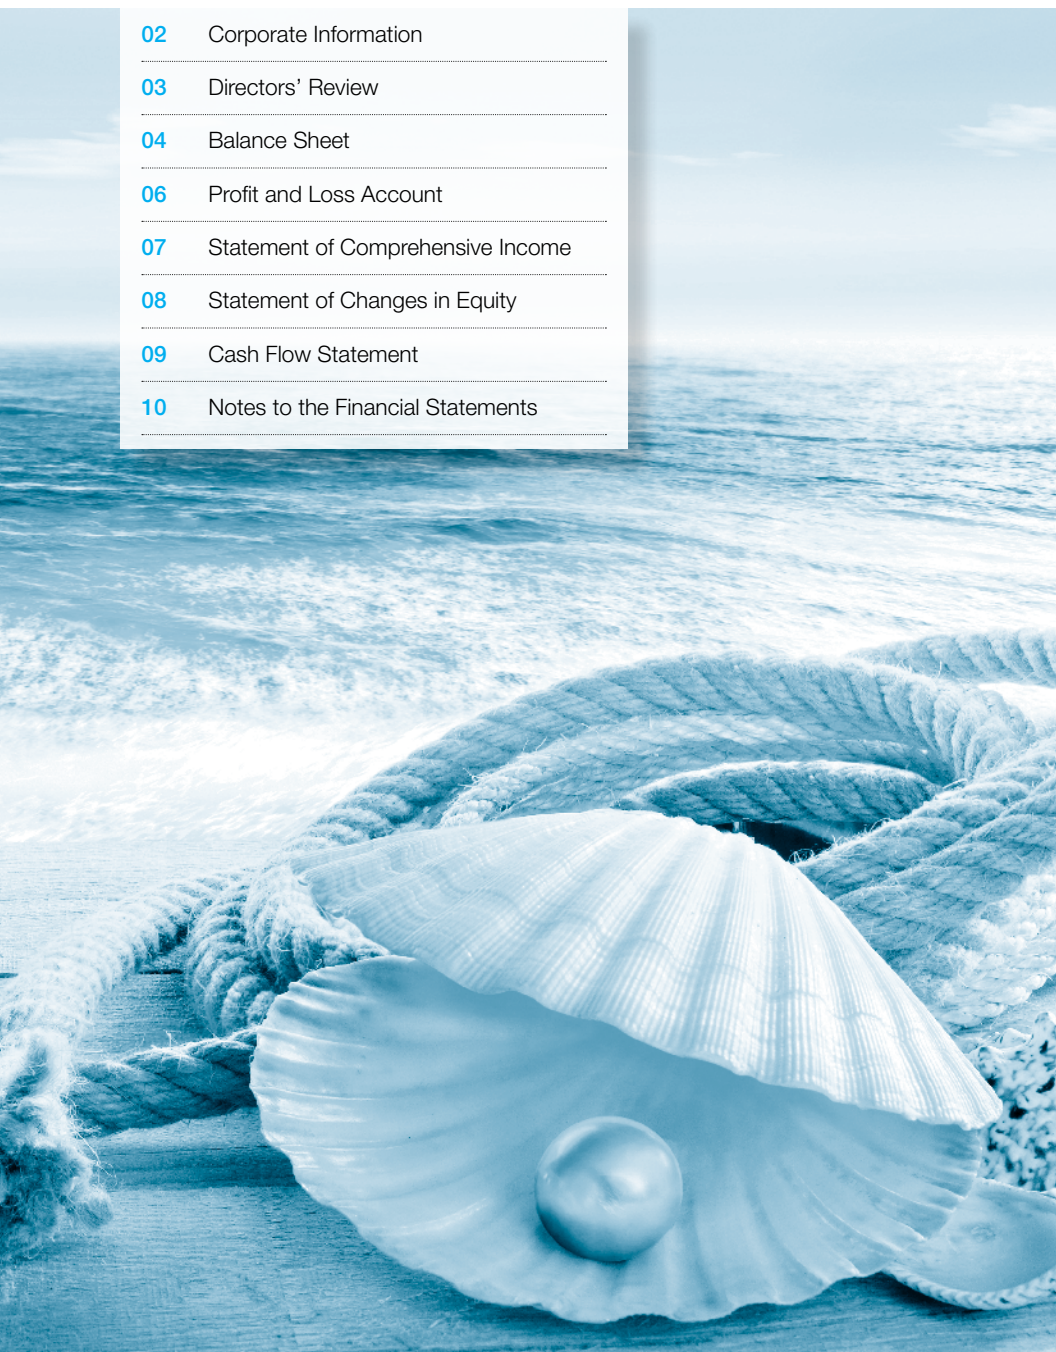 02 Corporate Information
03 Directors’ Review
04 Balance Sheet
06 Profit and Loss Account
07 Statement of Comprehensive Income
08 Statement of Changes in Equity
09 Cash Flow Statement
10 Notes to the Financial Statements